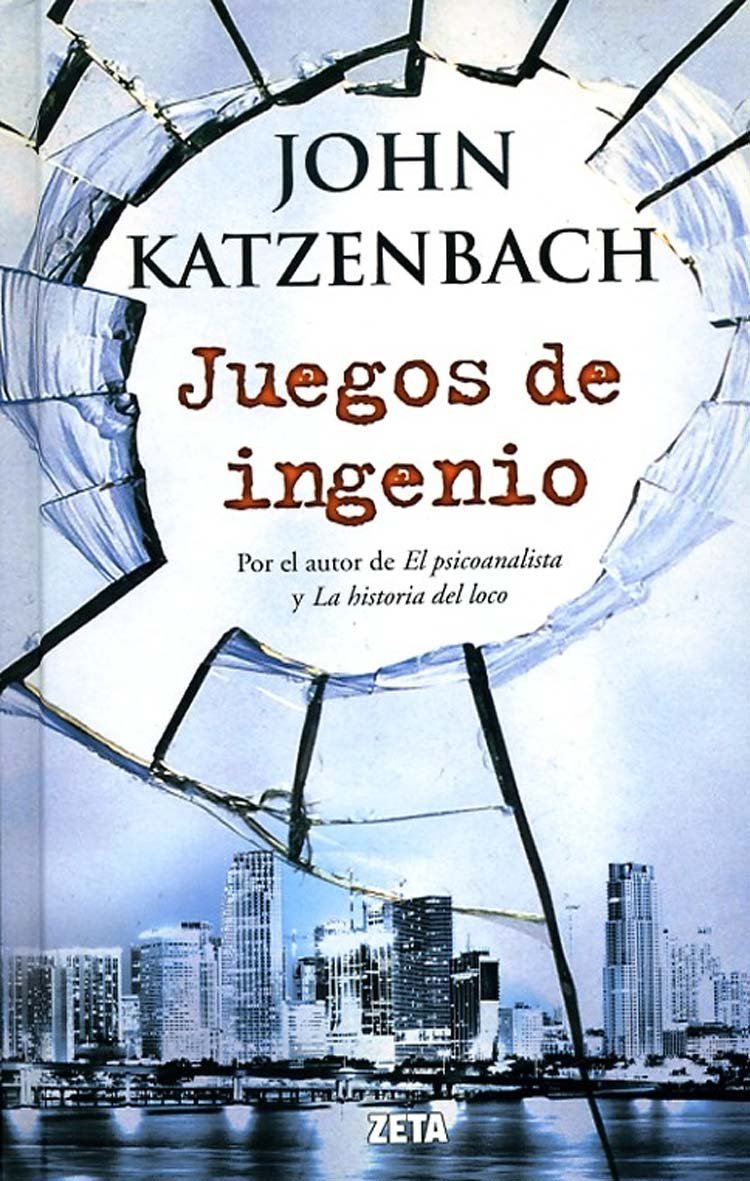 JOHN
KATZENBACH
Juegos de
ingenio
Por el autor de El psicoanalista
y La historia del loco
ZETA